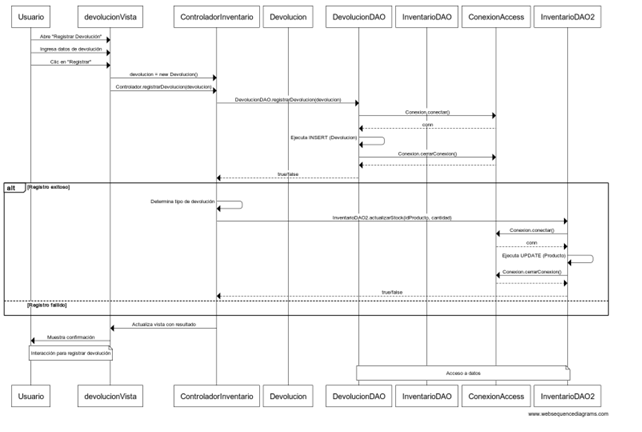 Usuario devolucionVista ControladorInventario Devolucion DevolucionDAO InventarioDAO ConexionAccess InventarioDAO2
Abre "Registrar Devolución"
Ingresa datos de devolución
Clic en "Registrar"
devolucion = new Devolucion()
Controlador.registrarDevolucion(devolucion)
DevolucionDAO.registrarDevolucion(devolucion)
Conexion.conectar()
conn
Ejecuta INSERT (Devolucion)
Conexion.cerrarConexion()
true/false
alt [Registro exitoso]
Determina tipo de devolución
InventarioDAO2.actualizarStock(idProducto, cantidad)
Conexion.conectar()
conn
Ejecuta UPDATE (Producto)
Conexion.cerrarConexion()
true/false
[Registro fallido]
Actualiza vista con resultado
Muestra confirmación
Interacción para registrar devolución
Acceso a datos
Usuario devolucionVista ControladorInventario Devolucion DevolucionDAO InventarioDAO ConexionAccess InventarioDAO2
www.websequencediagrams.com